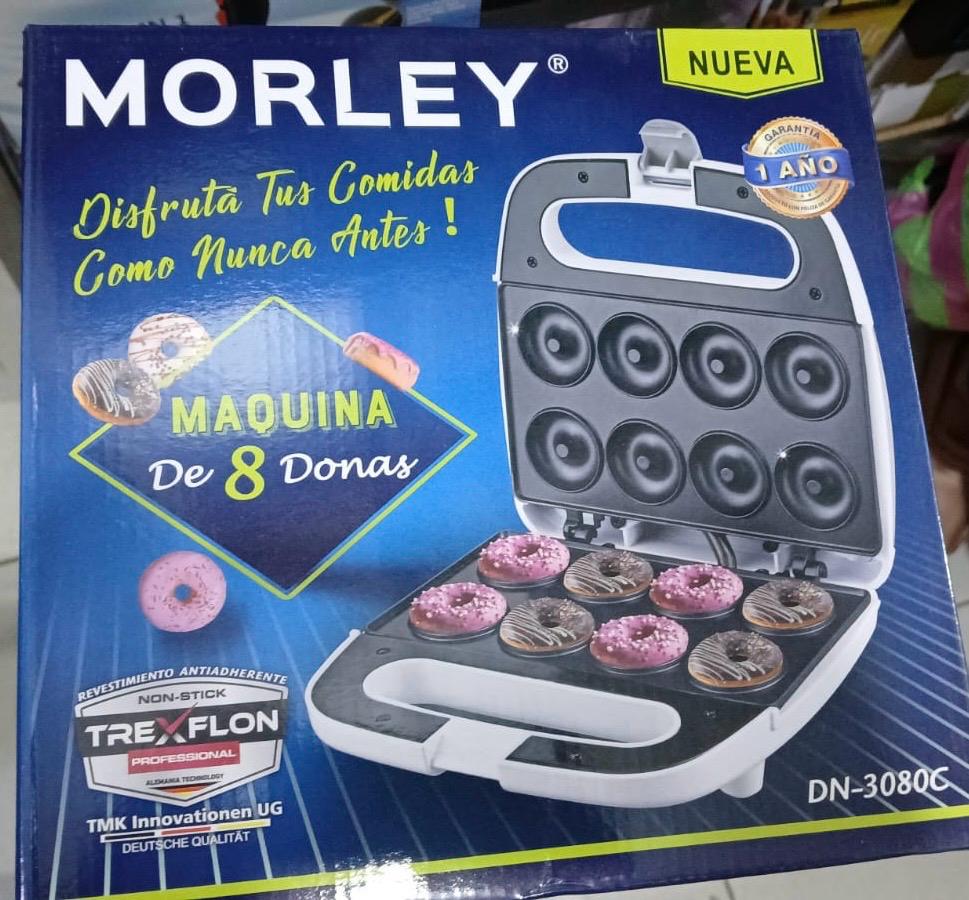 MORLEY®
NUEVA
GARANTÍA
1 AÑO
Disfruta Tus Comidas
Como Nunca Antes !
MAQUINA
De 8 Donas
REVESTIMIENTO ANTIADHERENTE
NON-STICK
TREXFLON
PROFESSIONAL
ALEMANIA TECHNOLOGY
TMK Innovationen UG
DEUTSCHE QUALITÄT
DN-3080C